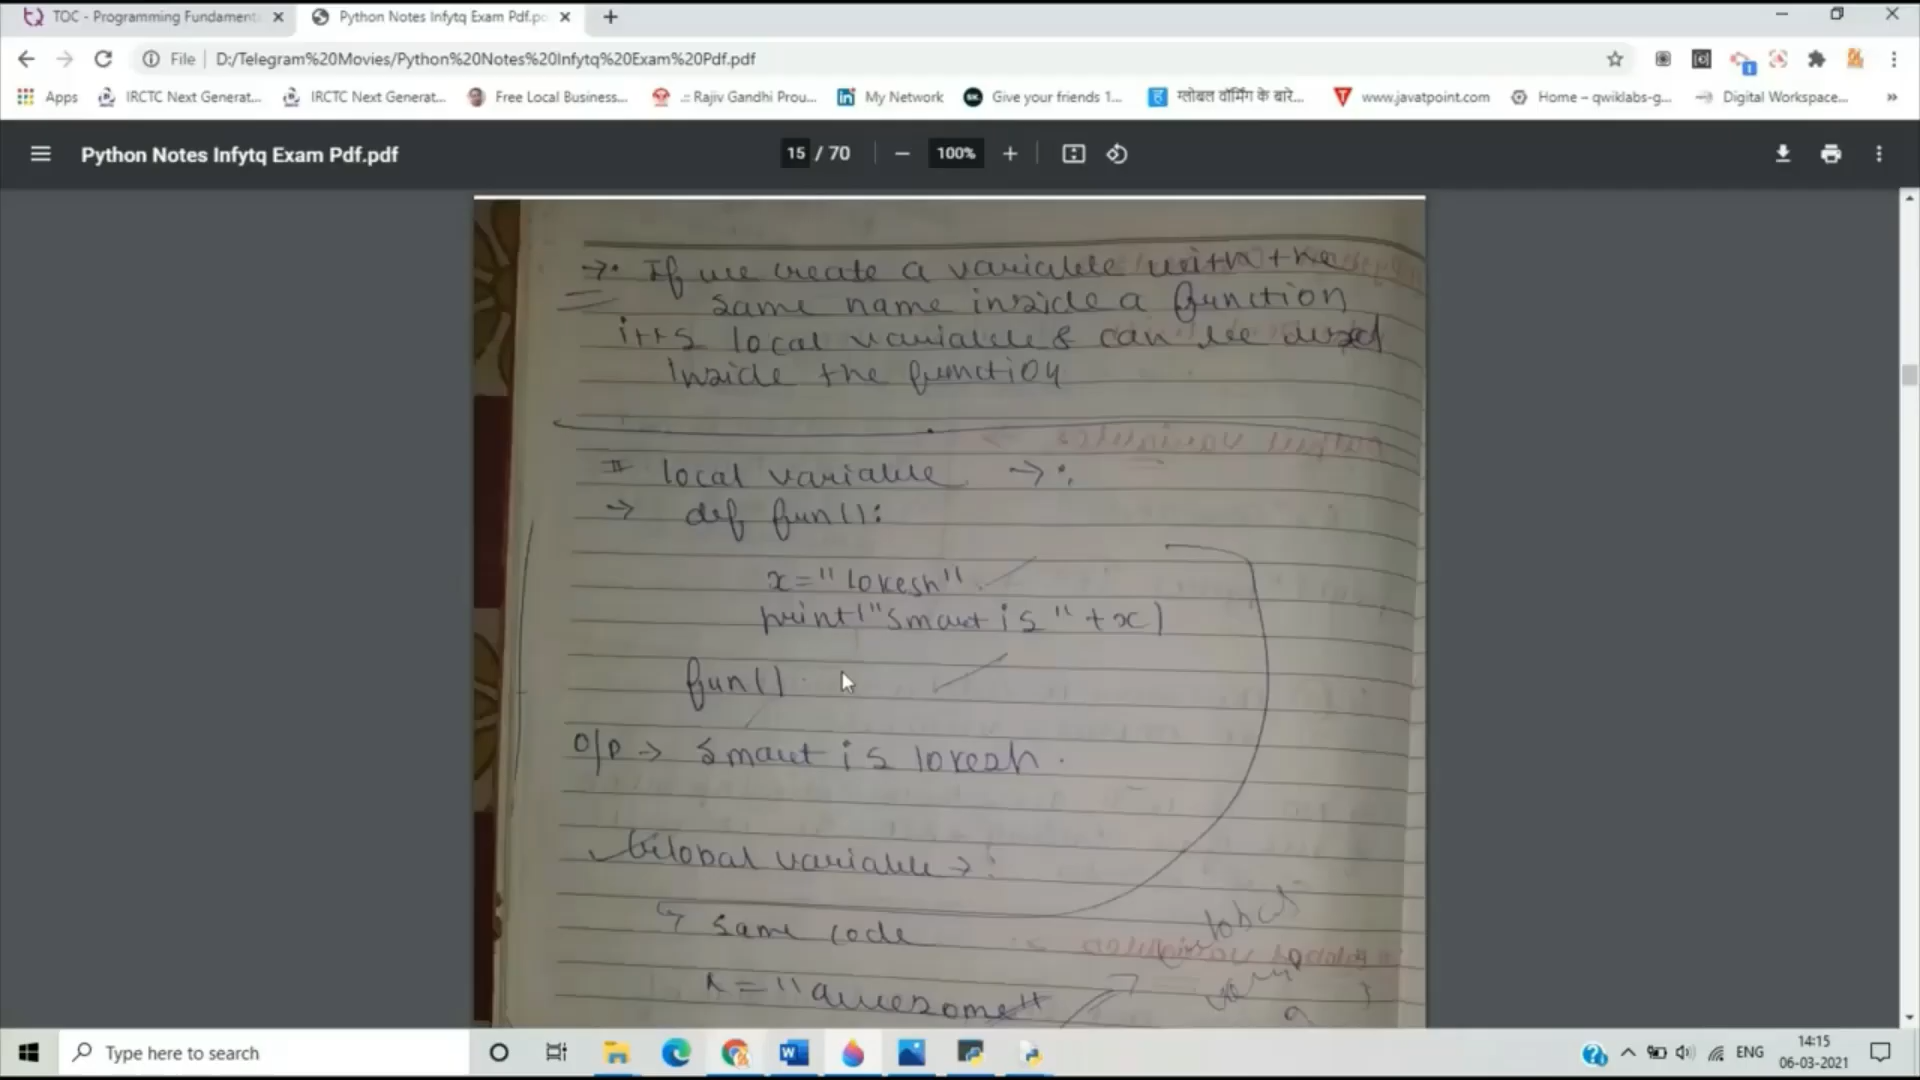 TOC - Programming Fundament
Python Notes Infytq Exam Pdf.pd
File | D:/Telegram%20Movies/Python%20Notes%20Infytq%20Exam%20Pdf.pdf
Apps IRCTC Next Generat... IRCTC Next Generat... Free Local Business... .:: Rajiv Gandhi Prou... My Network Give your friends 1... ग्लोबल वॉर्मिंग के बारे... www.javatpoint.com Home – qwiklabs-g... Digital Workspace... »
Python Notes Infytq Exam Pdf.pdf 15 / 70 100%
→• If we create a variable with the
same name inside a function
it's local variable & can be used
inside the function
# local variable →:
→ def fun():
x="lokesh"
print("smart is "+x)
fun()
O/P → Smart is lokesh.
Global variable →:
↳ same code
x = "awesome"
Type here to search
ENG
14:15
06-03-2021